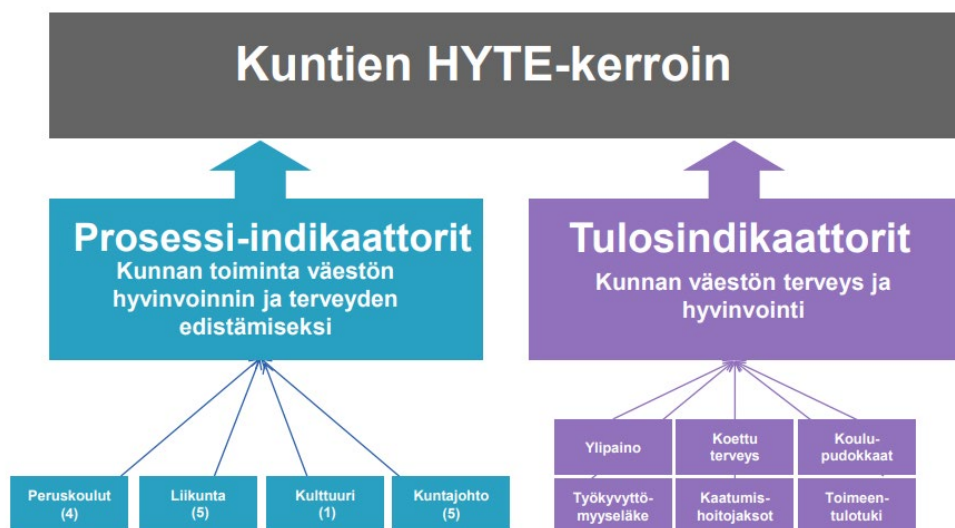 Kuntien HYTE-kerroin
Prosessi-indikaattorit
Kunnan toiminta väestön
hyvinvoinnin ja terveyden
edistämiseksi
Tulosindikaattorit
Kunnan väestön terveys ja
hyvinvointi
Peruskoulut
(4)
Liikunta
(5)
Kulttuuri
(1)
Kuntajohto
(5)
Ylipaino
Koettu
terveys
Koulu-
pudokkaat
Työkyvyttö-
myyseläke
Kaatumis-
hoitojaksot
Toimeen-
tulotuki